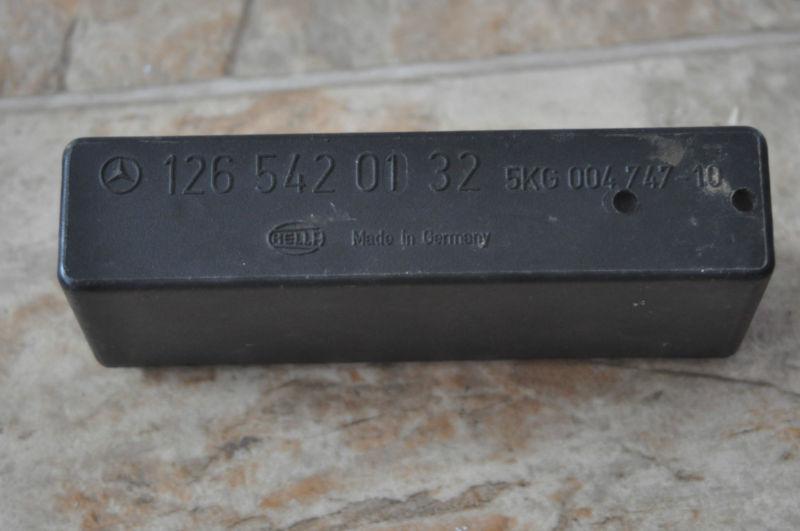 126 542 01 32 5KG 004 747-10
HELLA Made in Germany